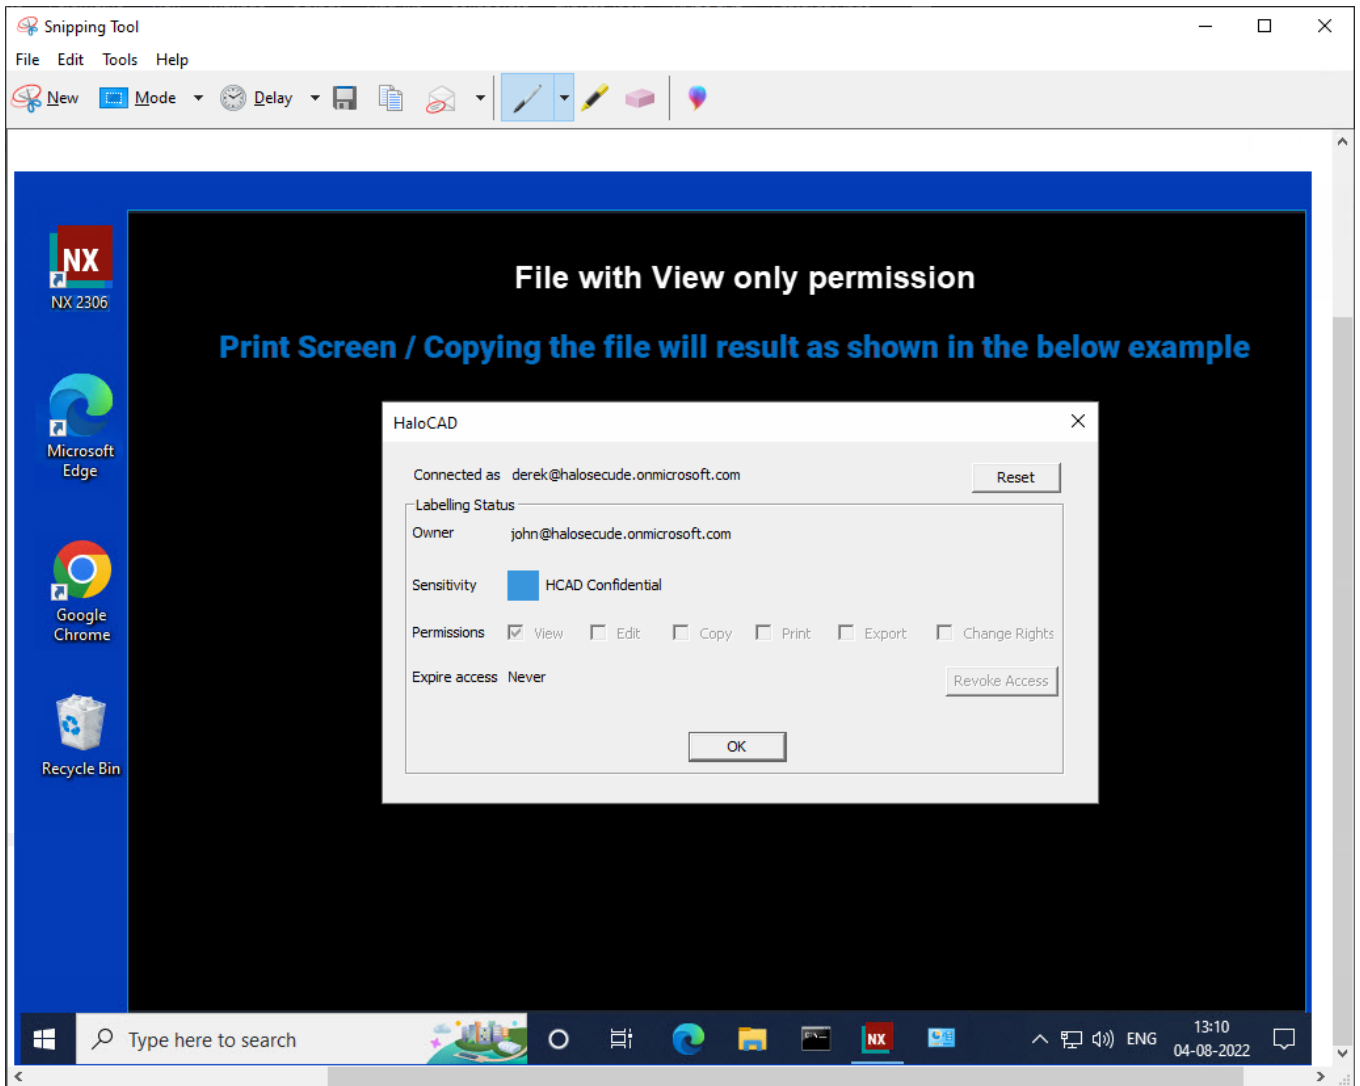 Snipping Tool
File Edit Tools Help
New Mode Delay
NX
NX 2306
File with View only permission
Print Screen / Copying the file will result as shown in the below example
Microsoft
Edge
HaloCAD
Connected as derek@halosecude.onmicrosoft.com Reset
Labelling Status
Owner john@halosecude.onmicrosoft.com
Sensitivity HCAD Confidential
Permissions View Edit Copy Print Export Change Rights
Expire access Never Revoke Access
OK
Google
Chrome
Recycle Bin
Type here to search
NX
ENG
13:10
04-08-2022